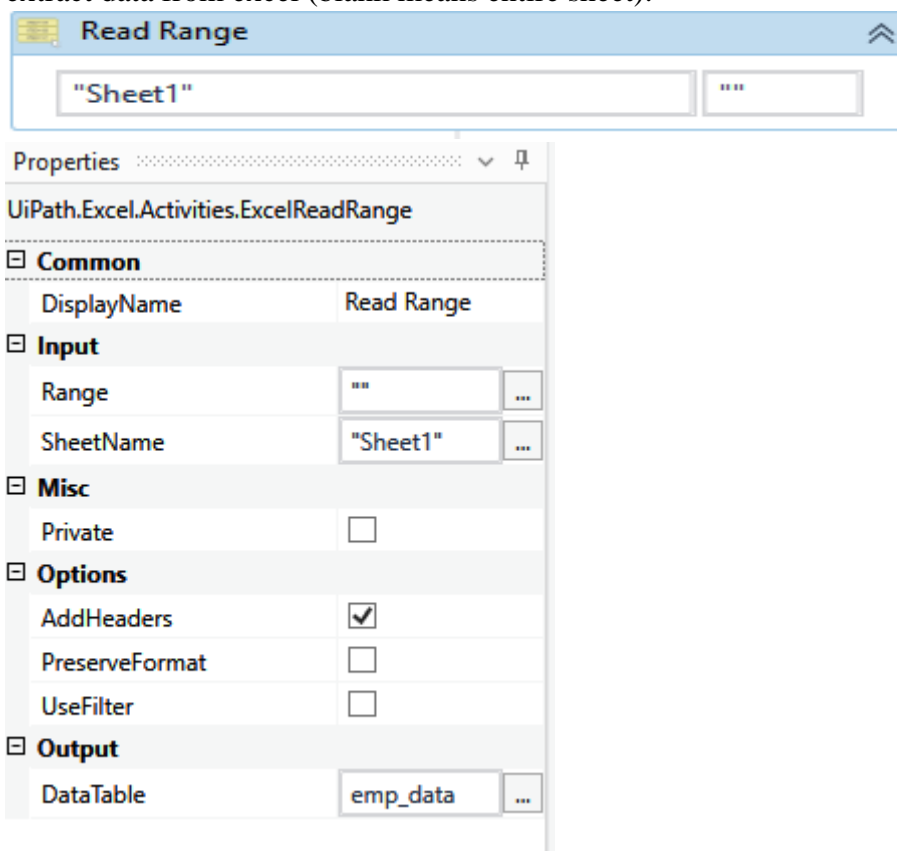 extract data from excel (blank means entire sheet).
Read Range
"Sheet1" ""
Properties
UiPath.Excel.Activities.ExcelReadRange
Common
DisplayName Read Range
Input
Range "" ...
SheetName "Sheet1" ...
Misc
Private
Options
AddHeaders
PreserveFormat
UseFilter
Output
DataTable emp_data ...